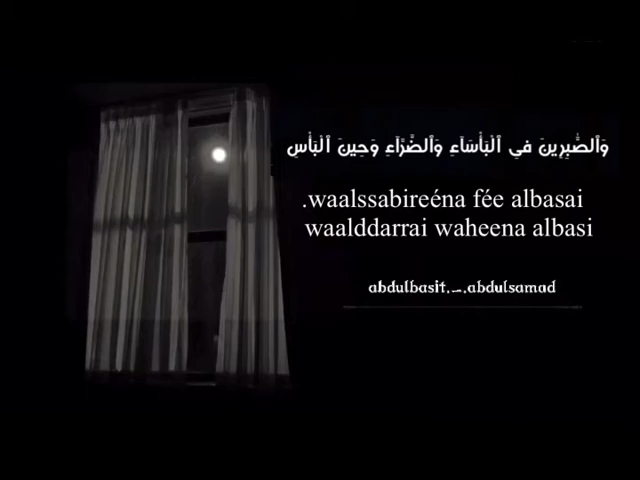 وَٱلصَّٰبِرِينَ فِي ٱلۡبَأۡسَآءِ وَٱلضَّرَّآءِ وَحِينَ ٱلۡبَأۡسِ
.waalssabireéna fée albasai
waalddarrai waheena albasi
abdulbasit._.abdulsamad